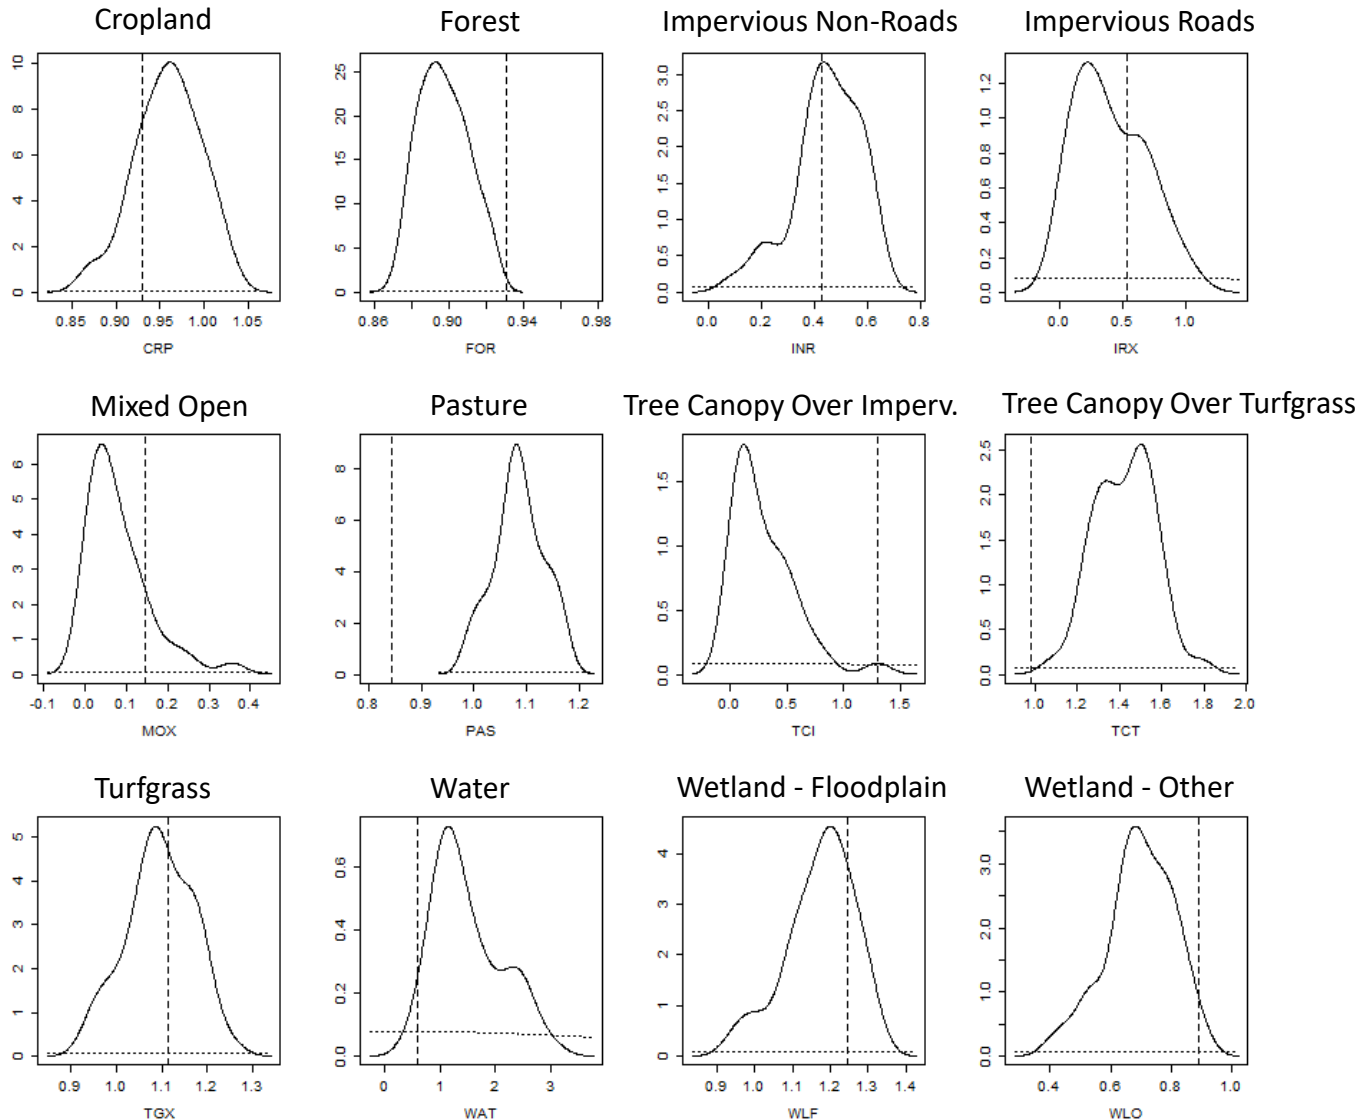 Cropland
Forest
Impervious Non-Roads
Impervious Roads
0 2 4 6 8 10
0.85 0.90 0.95 1.00 1.05
CRP
0 5 10 15 20 25
0.86 0.90 0.94 0.98
FOR
0.0 0.5 1.0 1.5 2.0 2.5 3.0
0.0 0.2 0.4 0.6 0.8
INR
0.0 0.2 0.4 0.6 0.8 1.0 1.2
0.0 0.5 1.0
IRX
Mixed Open
Pasture
Tree Canopy Over Imperv.
Tree Canopy Over Turfgrass
0 1 2 3 4 5 6
-0.1 0.0 0.1 0.2 0.3 0.4
MOX
0 2 4 6 8
0.8 0.9 1.0 1.1 1.2
PAS
0.0 0.5 1.0 1.5
0.0 0.5 1.0 1.5
TCI
0.0 0.5 1.0 1.5 2.0 2.5
1.0 1.2 1.4 1.6 1.8 2.0
TCT
Turfgrass
Water
Wetland - Floodplain
Wetland - Other
0 1 2 3 4 5
0.9 1.0 1.1 1.2 1.3
TGX
0.0 0.2 0.4 0.6
0 1 2 3
WAT
0 1 2 3 4
0.9 1.0 1.1 1.2 1.3 1.4
WLF
0.0 1.0 2.0 3.0
0.4 0.6 0.8 1.0
WLO